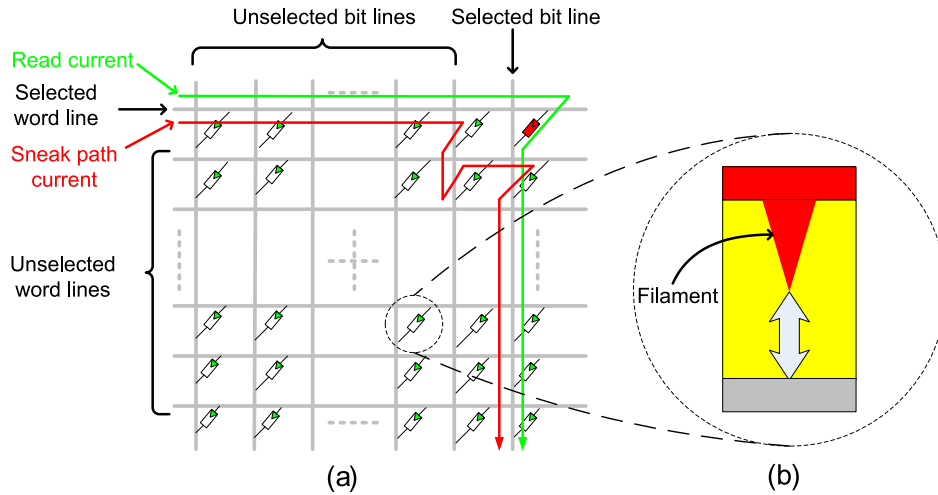 Unselected bit lines
Selected bit line
Read current
Selected
word line
Sneak path
current
Unselected
word lines
Filament
(a)
(b)